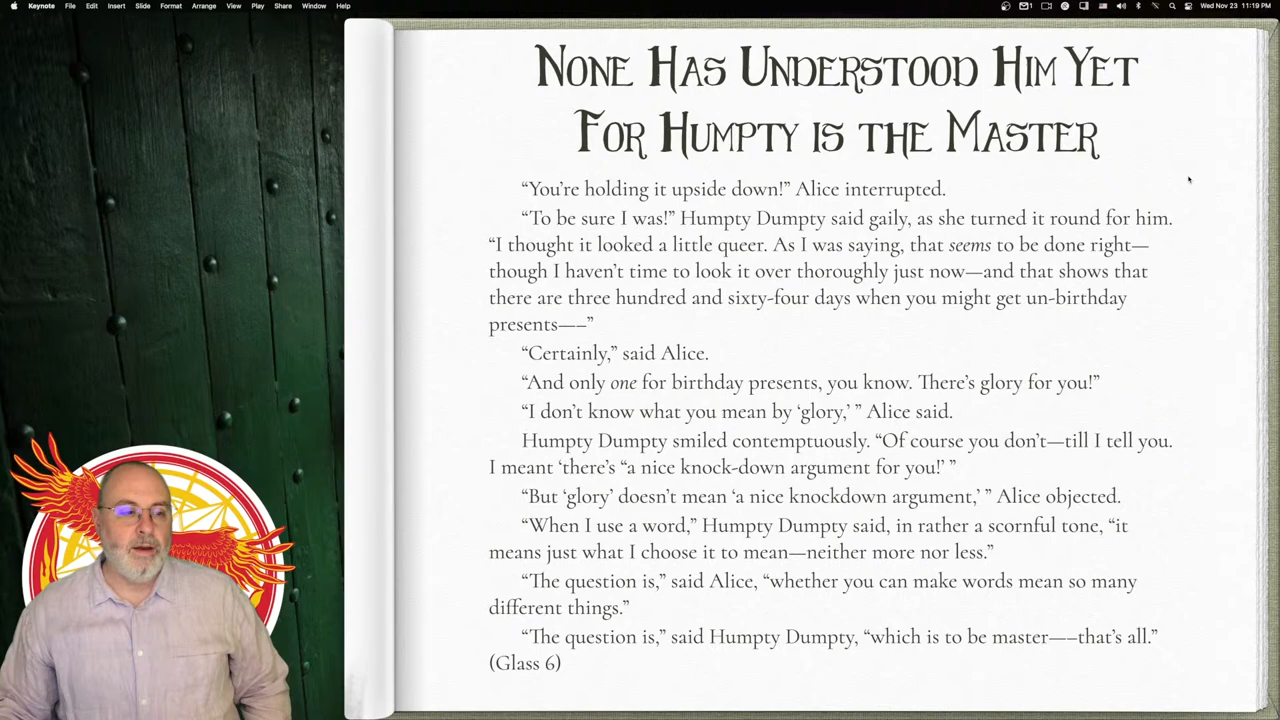 Keynote File Edit Insert Slide Format Arrange View Play Share Window Help 1 Wed Nov 23 11:19 PM
None Has Understood Him Yet
For Humpty is the Master
“You’re holding it upside down!” Alice interrupted.
“To be sure I was!” Humpty Dumpty said gaily, as she turned it round for him.
“I thought it looked a little queer. As I was saying, that seems to be done right—
though I haven’t time to look it over thoroughly just now—and that shows that
there are three hundred and sixty-four days when you might get un-birthday
presents—–”
“Certainly,” said Alice.
“And only one for birthday presents, you know. There’s glory for you!”
“I don’t know what you mean by ‘glory,’ ” Alice said.
Humpty Dumpty smiled contemptuously. “Of course you don’t—till I tell you.
I meant ‘there’s “a nice knock-down argument for you!’ ”
“But ‘glory’ doesn’t mean ‘a nice knockdown argument,’ ” Alice objected.
“When I use a word,” Humpty Dumpty said, in rather a scornful tone, “it
means just what I choose it to mean—neither more nor less.”
“The question is,” said Alice, “whether you can make words mean so many
different things.”
“The question is,” said Humpty Dumpty, “which is to be master—–that’s all.”
(Glass 6)